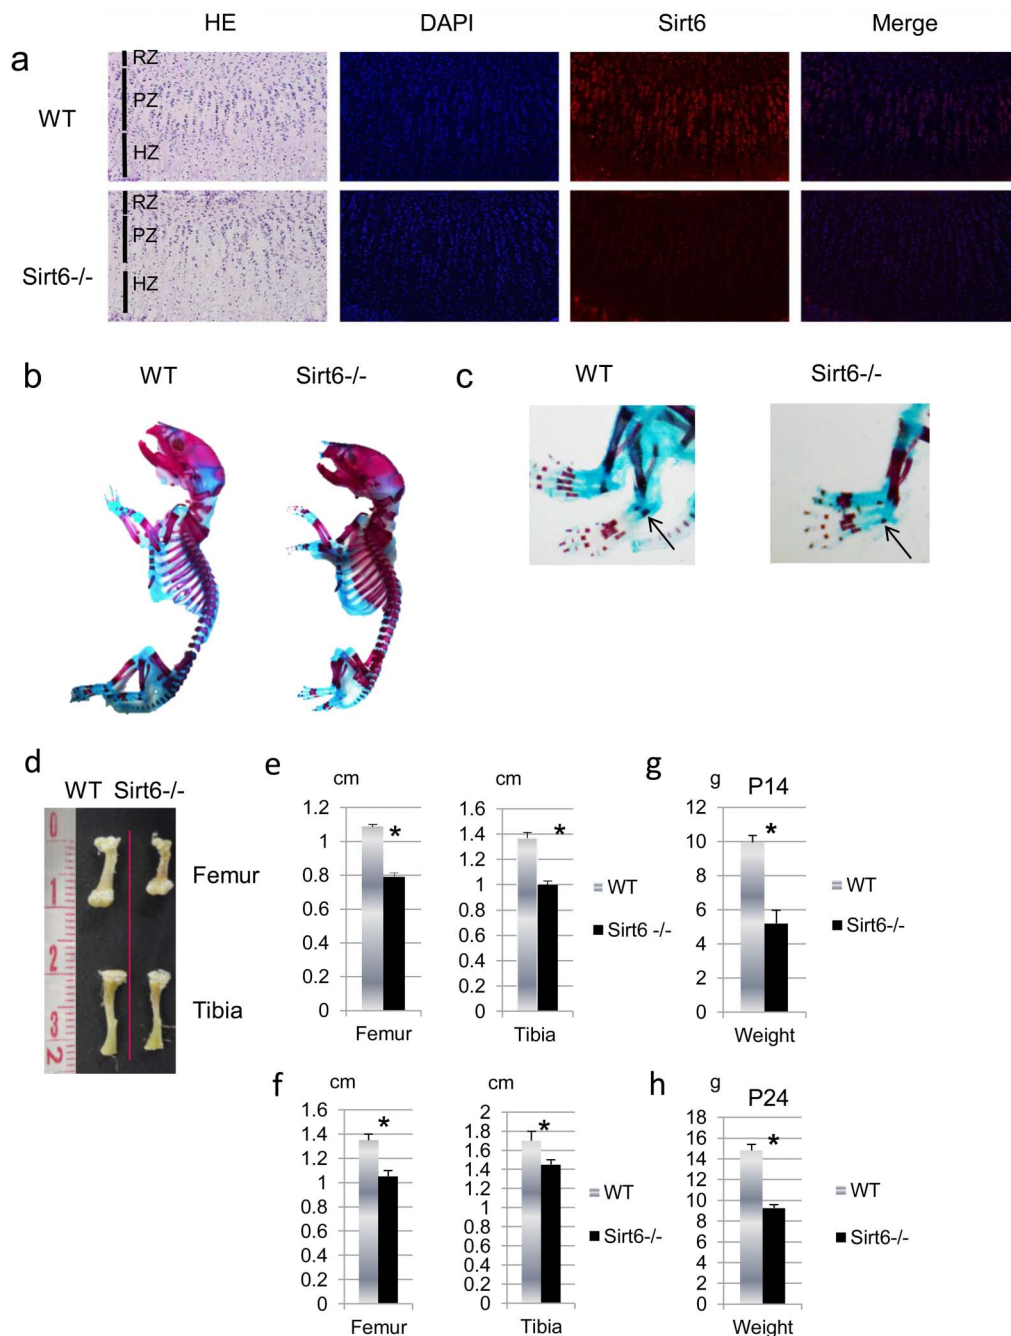 HE DAPI Sirt6 Merge
a
WT
RZ
PZ
HZ
Sirt6-/-
RZ
PZ
HZ
b WT Sirt6-/-
c WT Sirt6-/-
d
WT Sirt6-/-
0
1
2
3
2
Femur
Tibia
e
cm
1.2
1
0.8
0.6
0.4
0.2
0
*
Femur
cm
1.6
1.4
1.2
1
0.8
0.6
0.4
0.2
0
*
Tibia
WT
Sirt6 -/-
g
g P14
12
10
8
6
4
2
0
*
Weight
WT
Sirt6-/-
f
cm
1.6
1.4
1.2
1
0.8
0.6
0.4
0.2
0
*
Femur
cm
2
1.8
1.6
1.4
1.2
1
0.8
0.6
0.4
0.2
0
*
Tibia
WT
Sirt6-/-
h
g P24
18
16
14
12
10
8
6
4
2
0
*
Weight
WT
Sirt6-/-